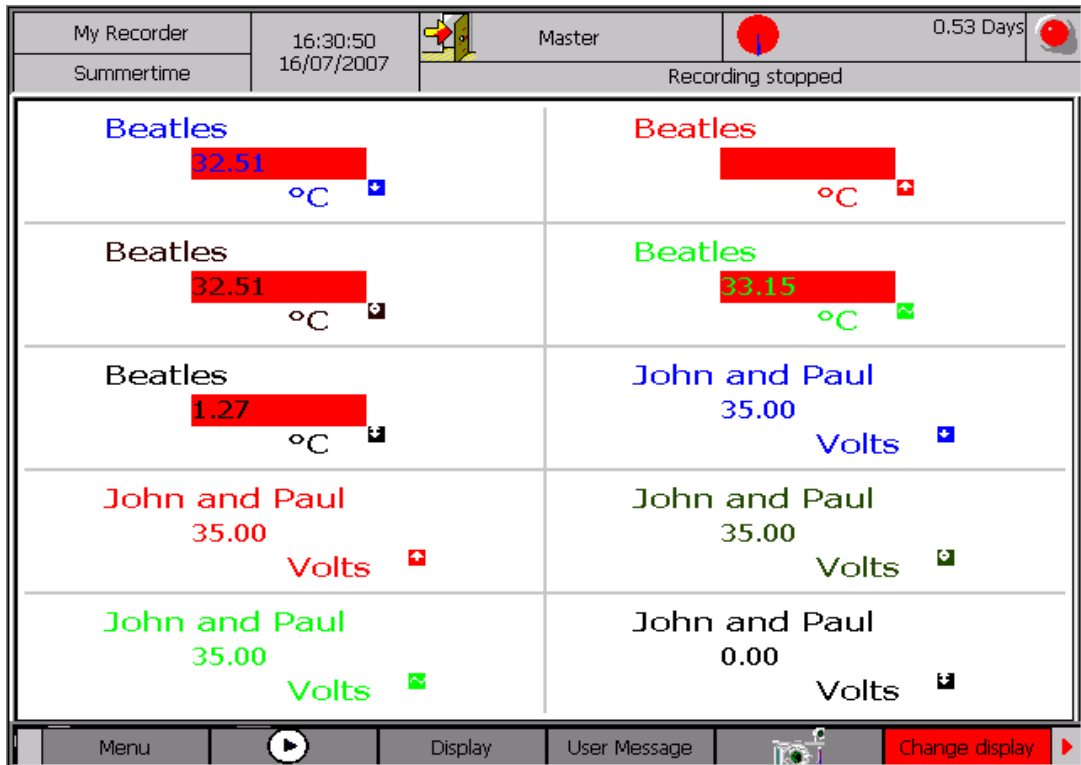 My Recorder
Summertime
16:30:50
16/07/2007
Master
0.53 Days
Recording stopped
Beatles
32.51
°C
Beatles
°C
Beatles
32.51
°C
Beatles
33.15
°C
Beatles
1.27
°C
John and Paul
35.00
Volts
John and Paul
35.00
Volts
John and Paul
35.00
Volts
John and Paul
35.00
Volts
John and Paul
0.00
Volts
Menu
Display
User Message
Change display